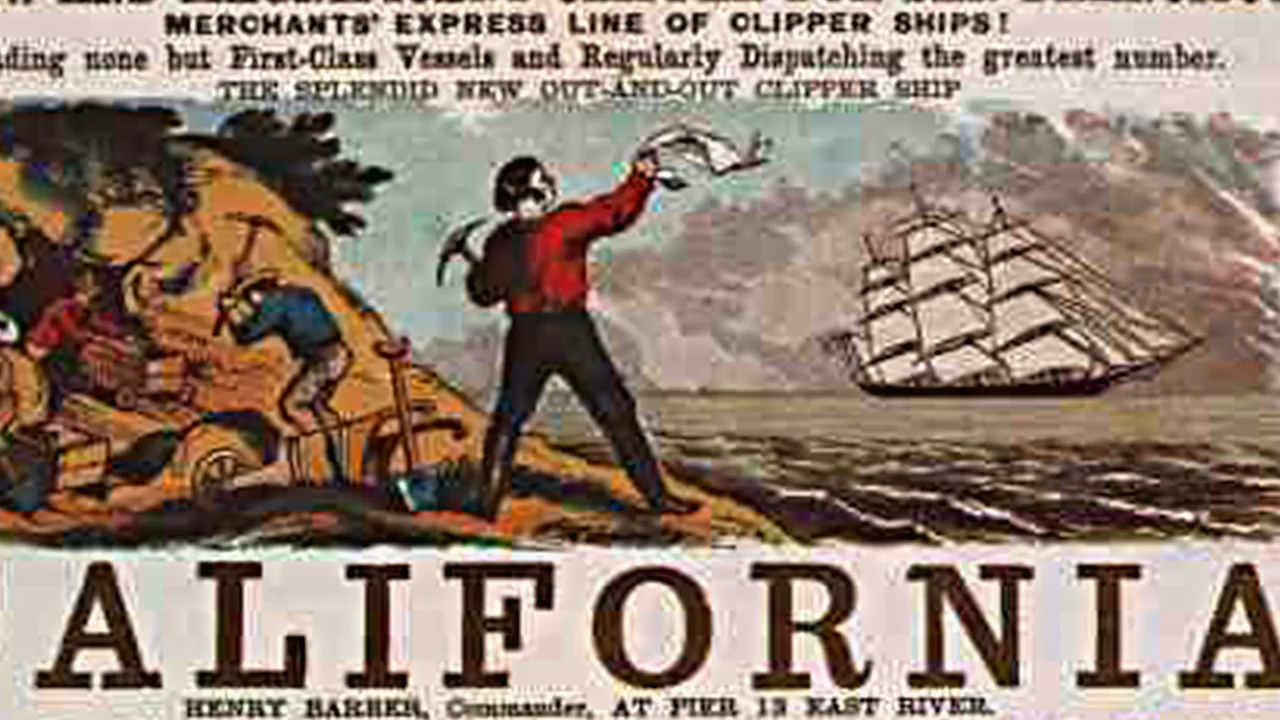 MERCHANTS' EXPRESS LINE OF CLIPPER SHIPS!
ding none but First-Class Vessels and Regularly Dispatching the greatest number.
THE SPLENDID NEW OUT-AND-OUT CLIPPER SHIP
ALIFORNIA
HENRY BARBER, Commander, AT PIER 13 EAST RIVER.